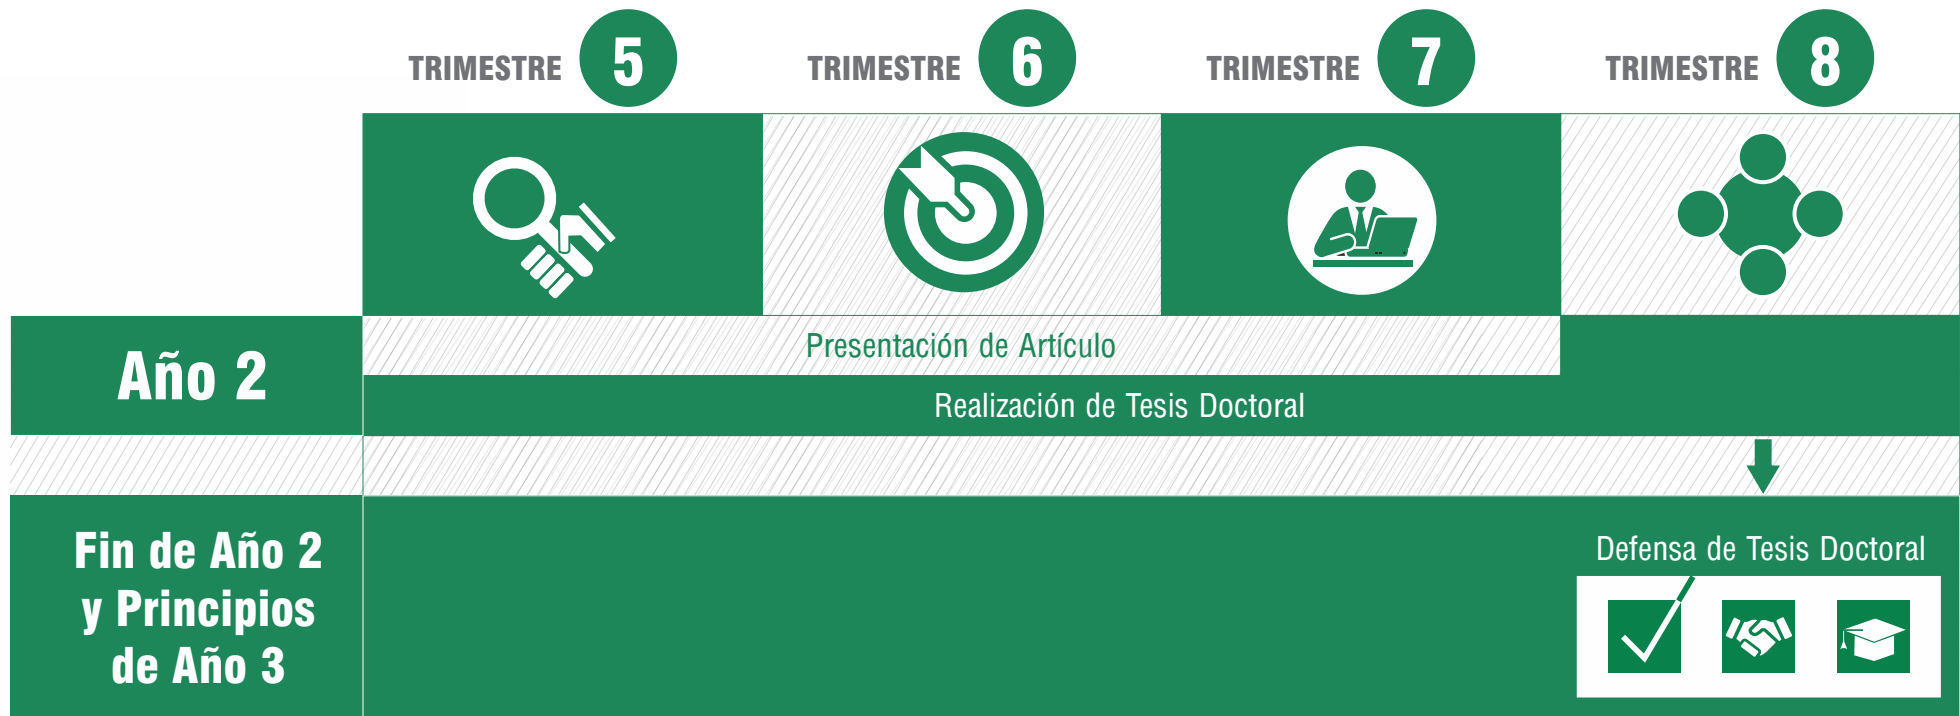 TRIMESTRE 5
TRIMESTRE 6
TRIMESTRE 7
TRIMESTRE 8
Año 2
Presentación de Artículo
Realización de Tesis Doctoral
Fin de Año 2
y Principios
de Año 3
Defensa de Tesis Doctoral